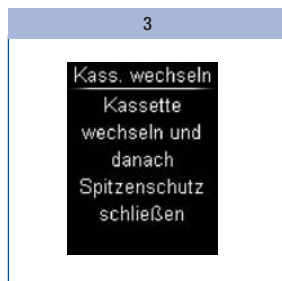 3
Kass. wechseln
Kassette
wechseln und
danach
Spitzenschutz
schließen